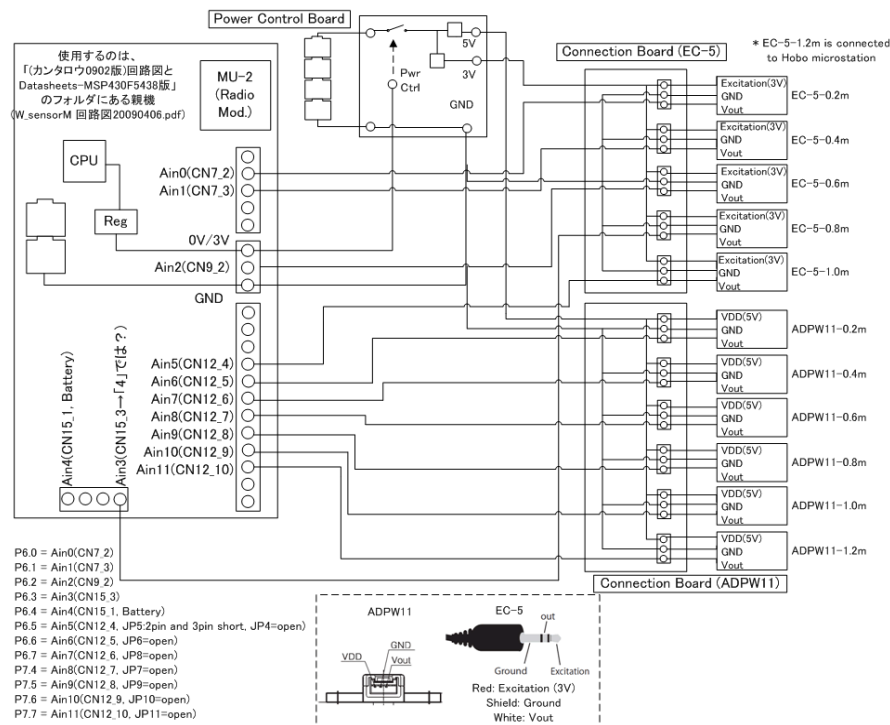 Power Control Board
使用するのは、
「(カンタロウ0902版)回路図と
Datasheets-MSP430F5438版」
のフォルダにある親機
(W_sensorM 回路図20090406.pdf)
MU-2
(Radio
Mod.)
CPU
Reg
Ain0(CN7_2)
Ain1(CN7_3)
0V/3V
Ain2(CN9_2)
GND
Ain5(CN12_4)
Ain6(CN12_5)
Ain7(CN12_6)
Ain8(CN12_7)
Ain9(CN12_8)
Ain10(CN12_9)
Ain11(CN12_10)
Ain4(CN15_1, Battery)
Ain3(CN15_3→「4」では?)
5V
3V
Pwr
Ctrl
GND
Connection Board (EC-5)
* EC-5-1.2m is connected
to Hobo microstation
Excitation(3V)
GND
Vout
EC-5-0.2m
Excitation(3V)
GND
Vout
EC-5-0.4m
Excitation(3V)
GND
Vout
EC-5-0.6m
Excitation(3V)
GND
Vout
EC-5-0.8m
Excitation(3V)
GND
Vout
EC-5-1.0m
VDD(5V)
GND
Vout
ADPW11-0.2m
VDD(5V)
GND
Vout
ADPW11-0.4m
VDD(5V)
GND
Vout
ADPW11-0.6m
VDD(5V)
GND
Vout
ADPW11-0.8m
VDD(5V)
GND
Vout
ADPW11-1.0m
VDD(5V)
GND
Vout
ADPW11-1.2m
Connection Board (ADPW11)
P6.0 = Ain0(CN7_2)
P6.1 = Ain1(CN7_3)
P6.2 = Ain2(CN9_2)
P6.3 = Ain3(CN15_3)
P6.4 = Ain4(CN15_1, Battery)
P6.5 = Ain5(CN12_4, JP5:2pin and 3pin short, JP4=open)
P6.6 = Ain6(CN12_5, JP6=open)
P6.7 = Ain7(CN12_6, JP8=open)
P7.4 = Ain8(CN12_7, JP7=open)
P7.5 = Ain9(CN12_8, JP9=open)
P7.6 = Ain10(CN12_9, JP10=open)
P7.7 = Ain11(CN12_10, JP11=open)
ADPW11
GND
VDD
Vout
EC-5
out
Ground
Excitation
Red: Excitation (3V)
Shield: Ground
White: Vout